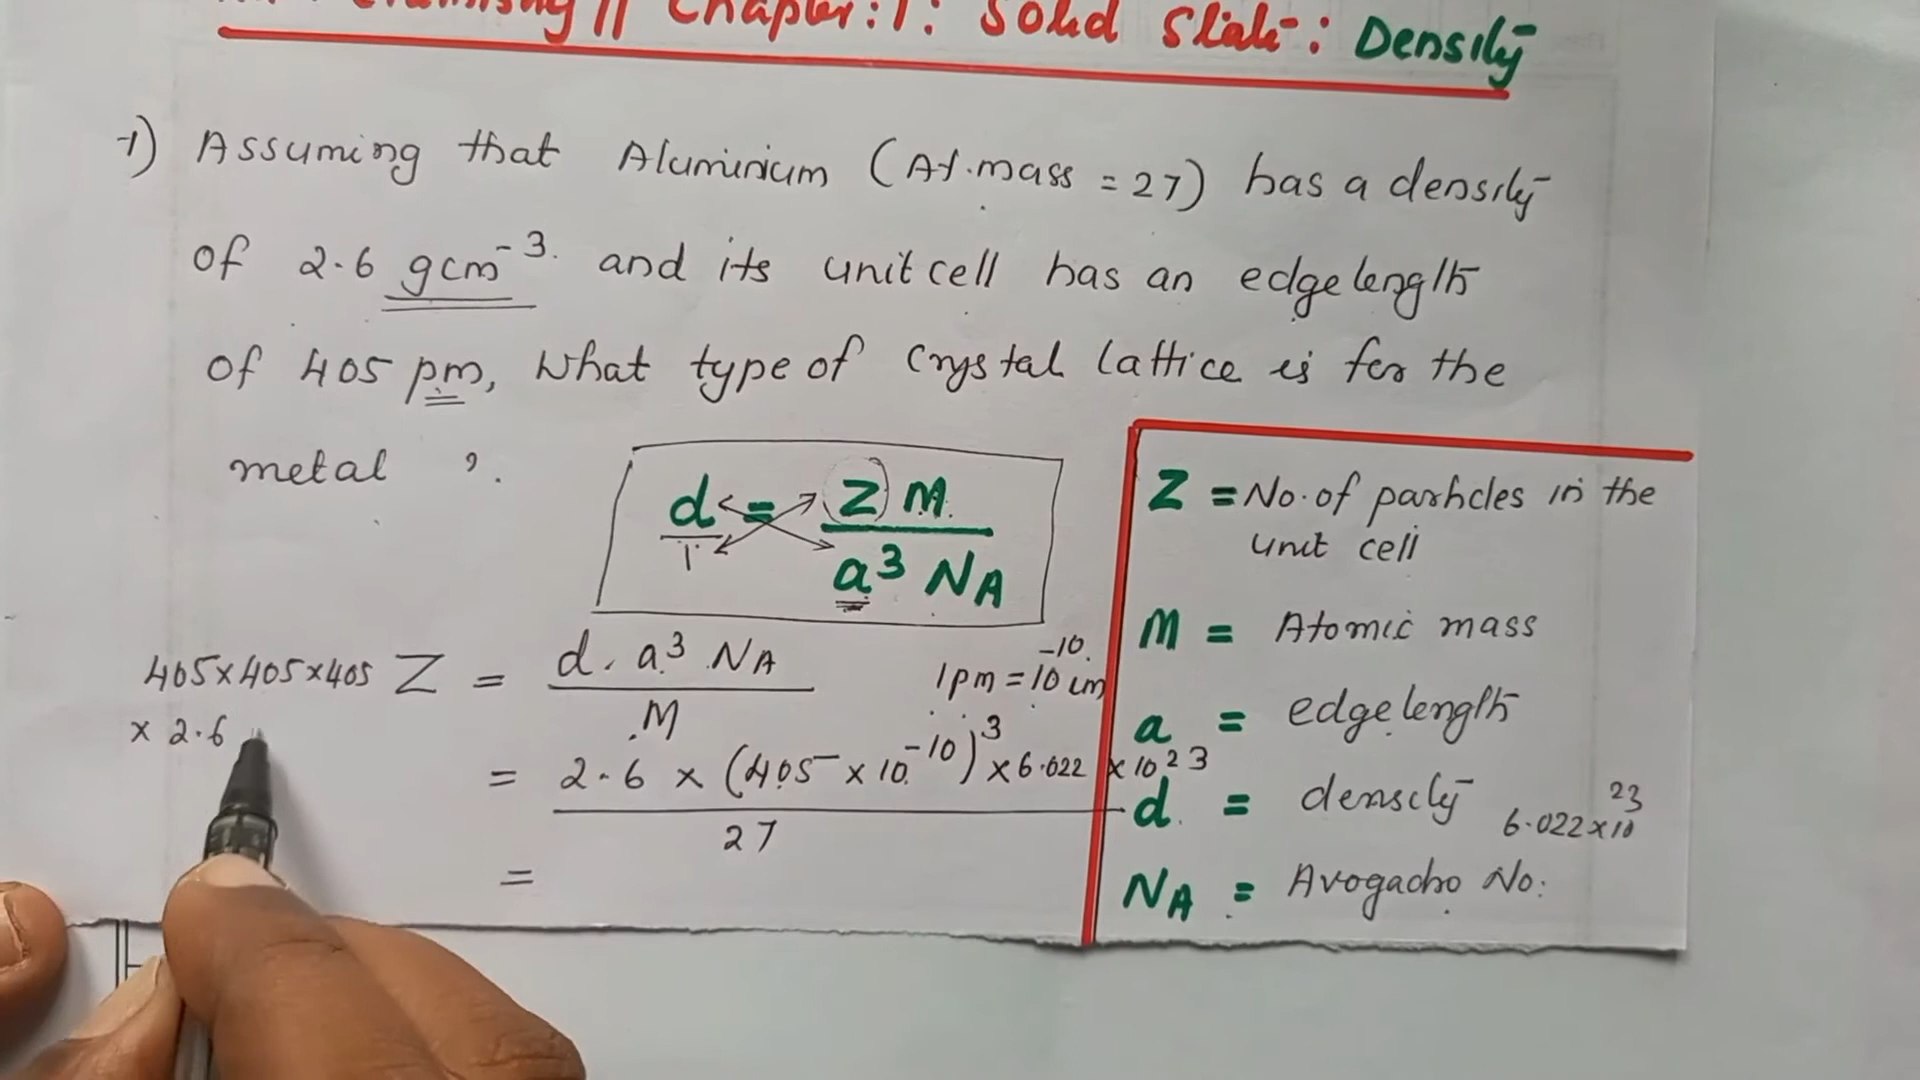 Chemistry || Chapter:1: Solid State: Density
1) Assuming that Aluminium (At.mass = 27) has a density
of 2.6 gcm⁻³. and its unit cell has an edge length
of 405 pm, What type of crystal lattice is for the
metal ?.
d/1 = Z M / a³ NA
Z = No. of particles in the
unit cell
M = Atomic mass
a = edge length
d = density 6.022×10²³
NA = Avogadro No:
405×405×405 Z = d. a³ NA / M
1pm = 10⁻¹⁰ cm
× 2.6
= 2.6 × (405 × 10⁻¹⁰)³ × 6.022 × 10²³ / 27
=